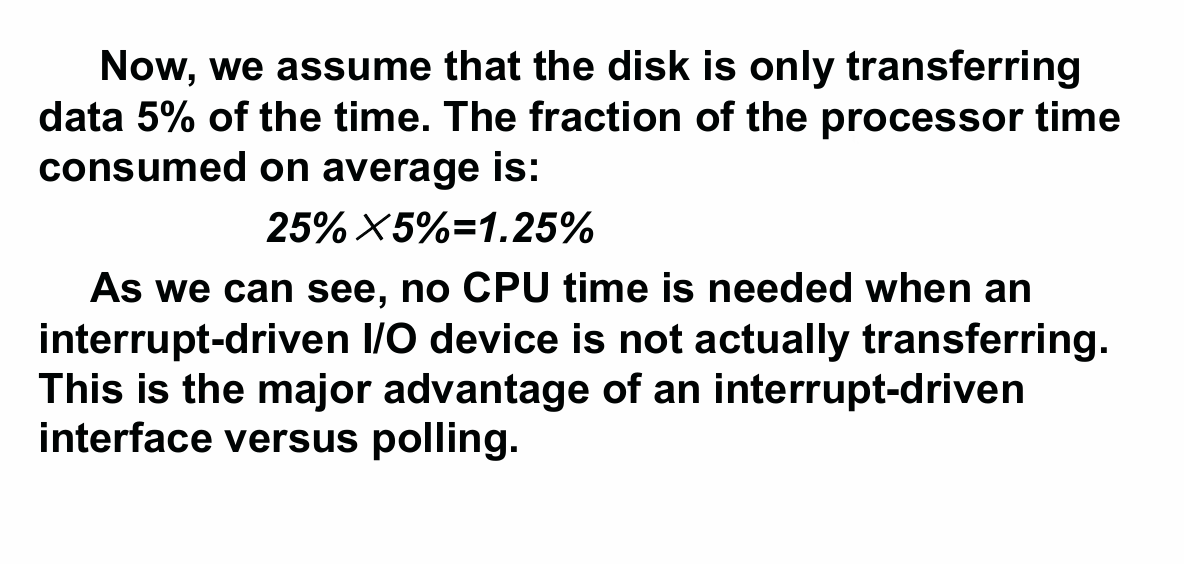 Now, we assume that the disk is only transferring
data 5% of the time. The fraction of the processor time
consumed on average is:
25%×5%=1.25%
As we can see, no CPU time is needed when an
interrupt-driven I/O device is not actually transferring.
This is the major advantage of an interrupt-driven
interface versus polling.